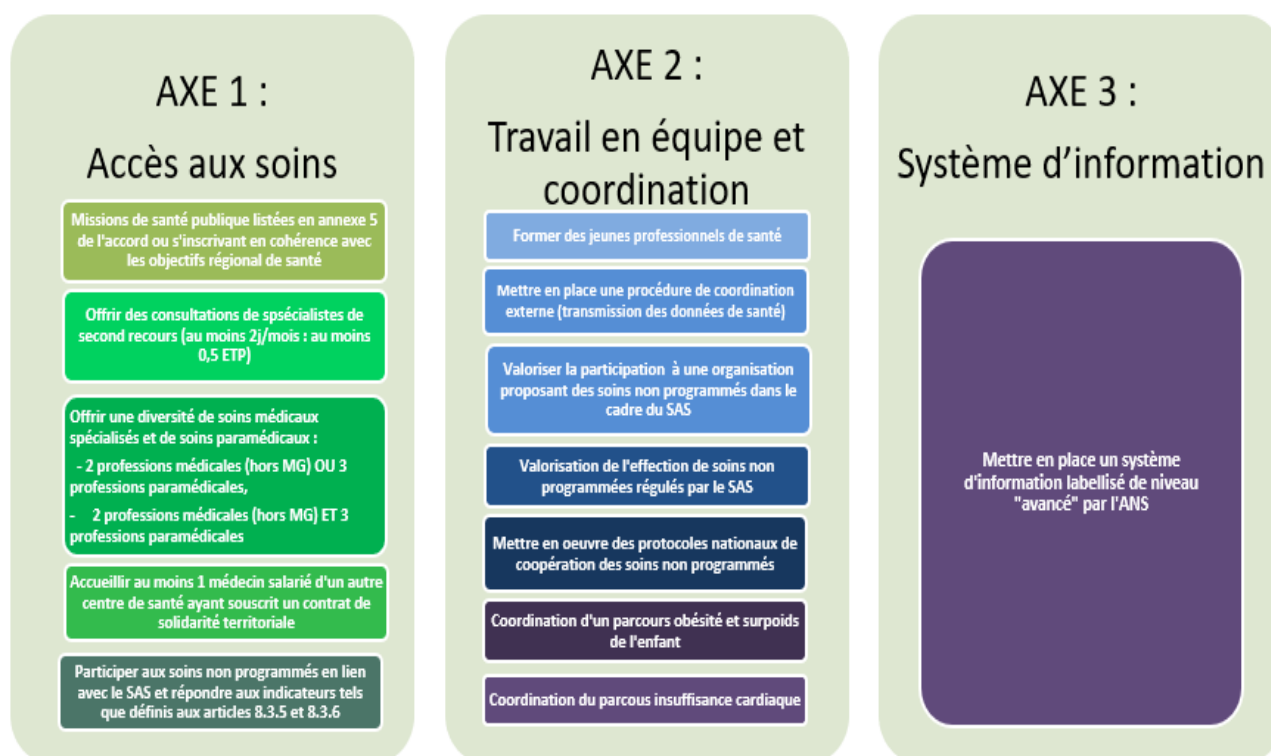 AXE 1 :
Accès aux soins
Missions de santé publique listées en annexe 5
de l'accord ou s'inscrivant en cohérence avec
les objectifs régional de santé
Offrir des consultations de spsécialistes de
second recours (au moins 2j/mois : au moins
0,5 ETP)
Offrir une diversité de soins médicaux
spécialisés et de soins paramédicaux :
- 2 professions médicales (hors MG) OU 3
professions paramédicales,
- 2 professions médicales (hors MG) ET 3
professions paramédicales
Accueillir au moins 1 médecin salarié d'un autre
centre de santé ayant souscrit un contrat de
solidarité territoriale
Participer aux soins non programmés en lien
avec le SAS et répondre aux indicateurs tels
que définis aux articles 8.3.5 et 8.3.6
AXE 2 :
Travail en équipe et
coordination
Former des jeunes professionnels de santé
Mettre en place une procédure de coordination
externe (transmission des données de santé)
Valoriser la participation à une organisation
proposant des soins non programmés dans le
cadre du SAS
Valorisation de l'effection de soins non
programmées régulés par le SAS
Mettre en oeuvre des protocoles nationaux de
coopération des soins non programmés
Coordination d'un parcours obésité et surpoids
de l'enfant
Coordination du parcous insuffisance cardiaque
AXE 3 :
Système d’information
Mettre en place un système
d'information labellisé de niveau
"avancé" par l'ANS